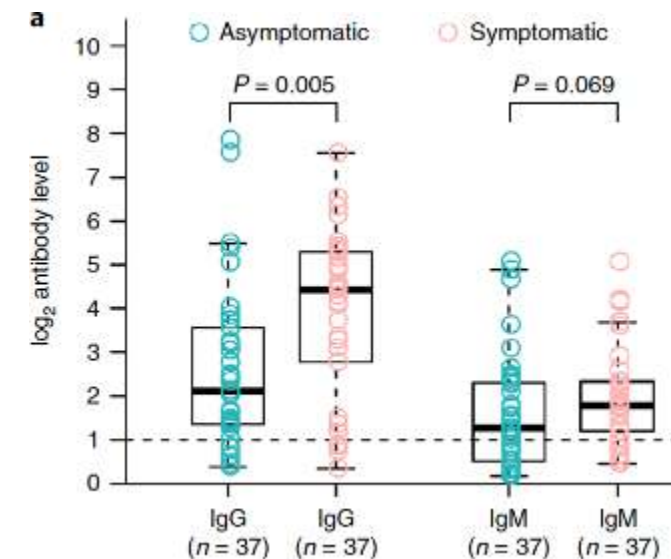 a
Asymptomatic Symptomatic
P = 0.005 P = 0.069
log₂ antibody level
10
9
8
7
6
5
4
3
2
1
0
IgG IgG IgM IgM
(n = 37) (n = 37) (n = 37) (n = 37)